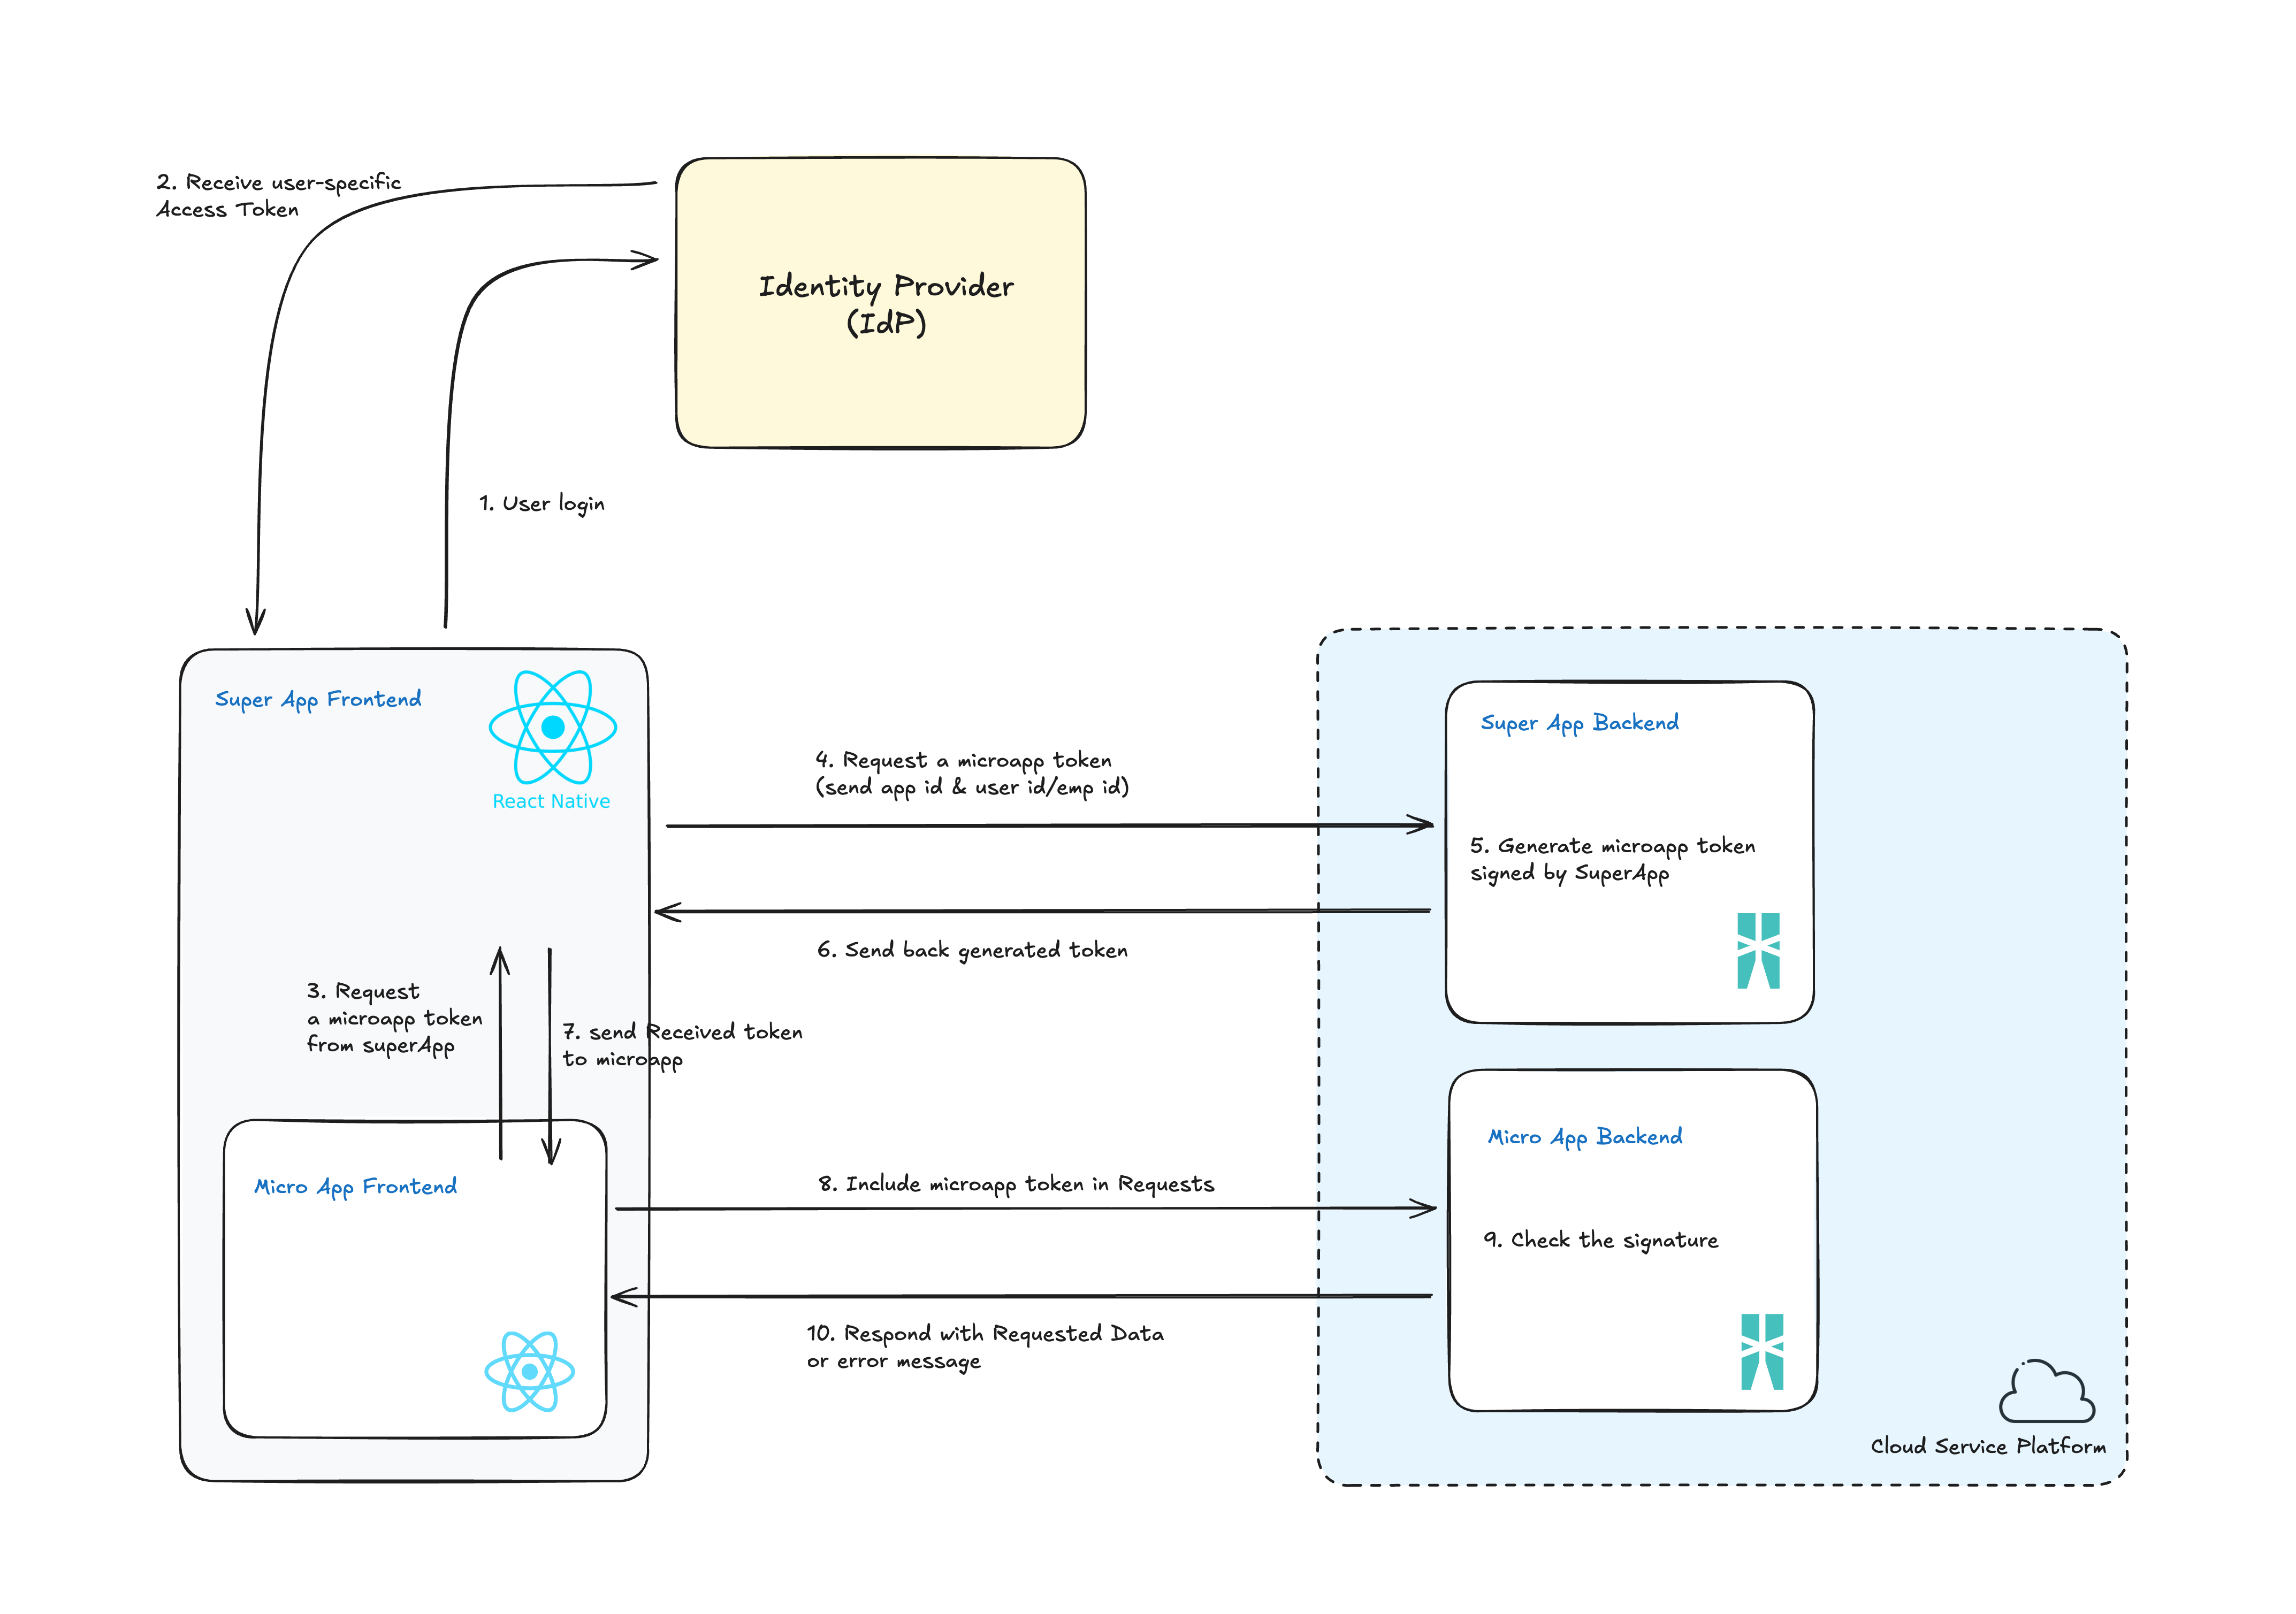 2. Receive user-specific
Access Token
Identity Provider
(IdP)
1. User login
Super App Frontend
React Native
4. Request a microapp token
(send app id & user id/emp id)
Super App Backend
5. Generate microapp token
signed by SuperApp
6. Send back generated token
3. Request
a microapp token
from superApp
7. send Received token
to microapp
Micro App Frontend
8. Include microapp token in Requests
Micro App Backend
9. Check the signature
10. Respond with Requested Data
or error message
Cloud Service Platform